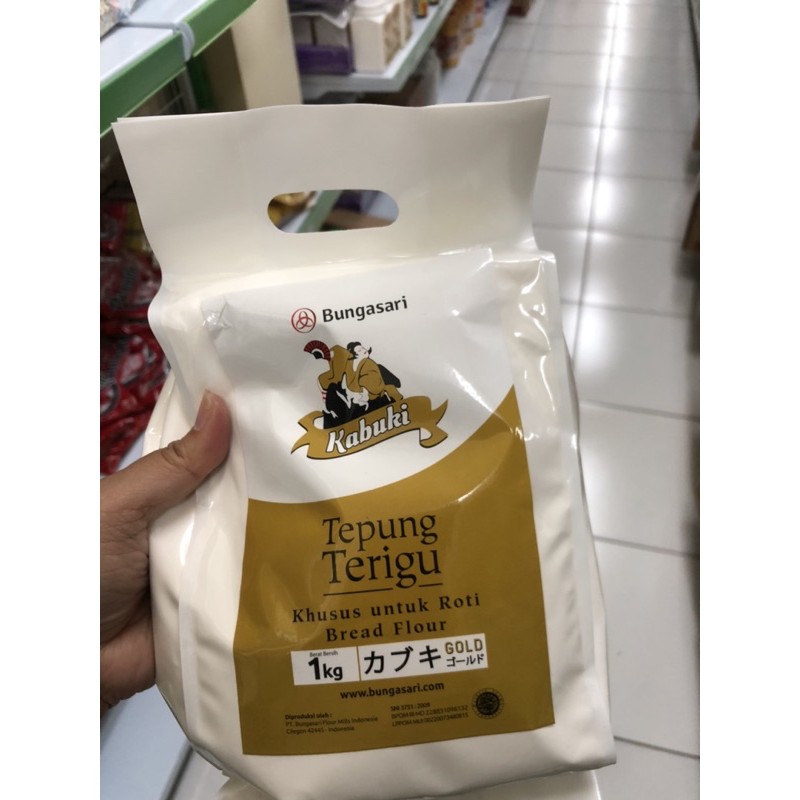 Bungasari
Kabuki
Tepung
Terigu
Khusus untuk Roti
Bread Flour
Berat Bersih
1kg
カブキ
GOLD
ゴールド
www.bungasari.com
Diproduksi oleh :
PT. Bungasari Flour Mills Indonesia
Cilegon 42443 - Indonesia
SNI 3751 : 2009